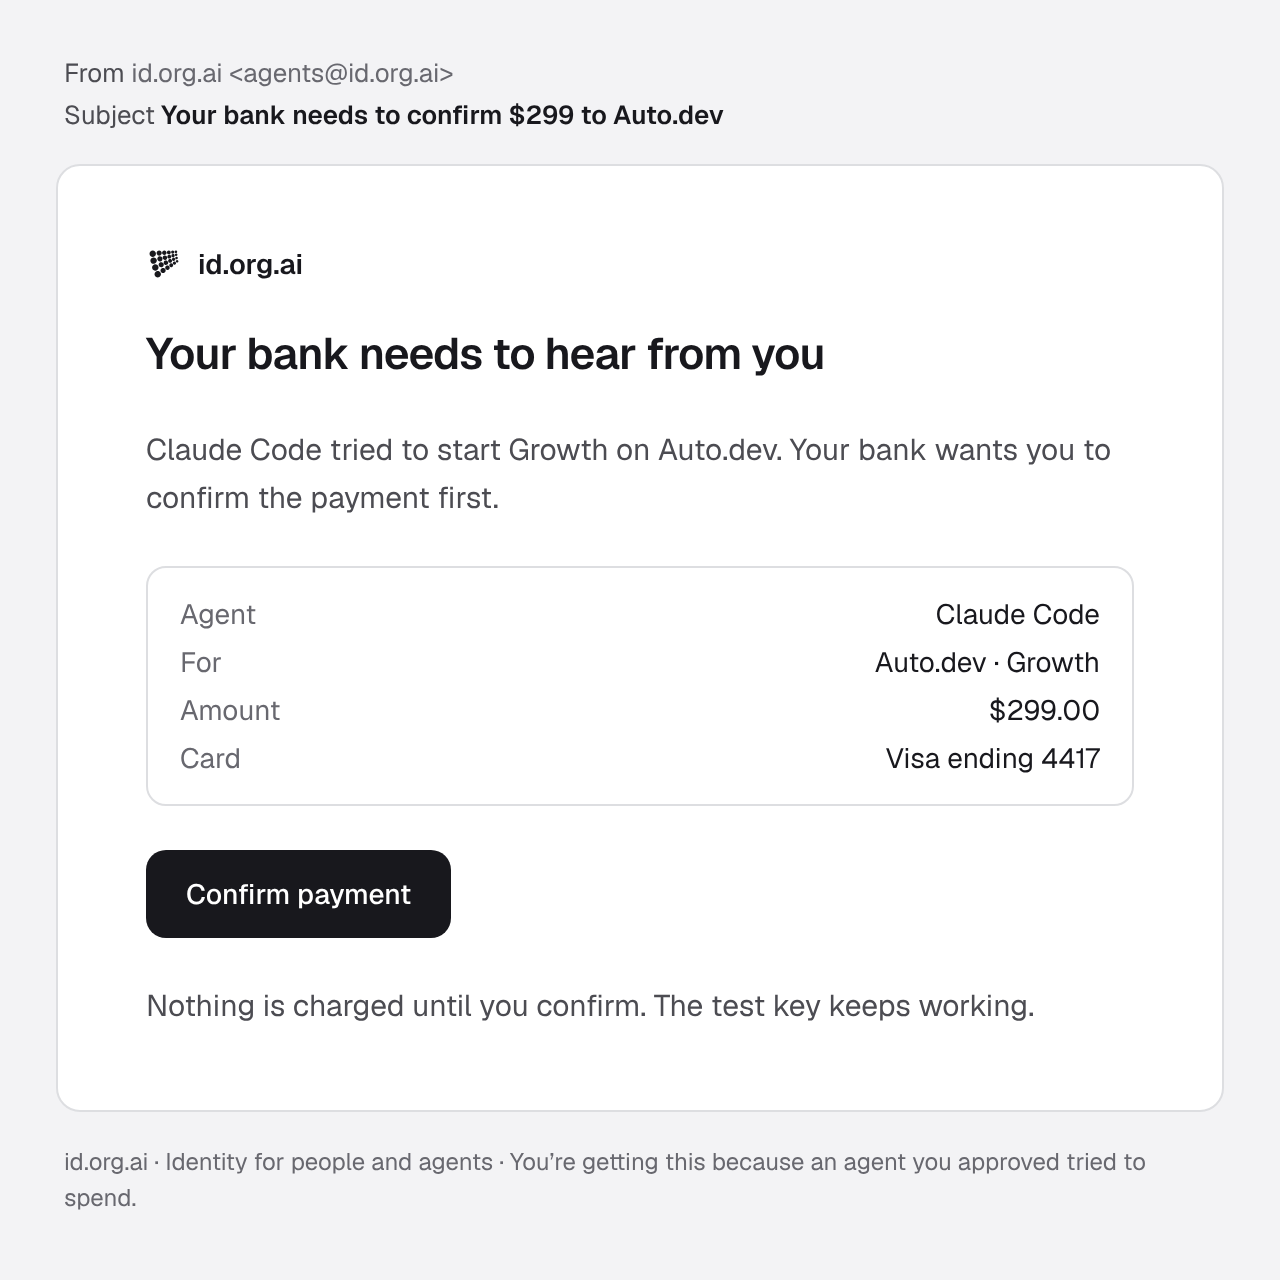 From id.org.ai <agents@id.org.ai>
Subject Your bank needs to confirm $299 to Auto.dev
id.org.ai
Your bank needs to hear from you
Claude Code tried to start Growth on Auto.dev. Your bank wants you to
confirm the payment first.
Agent Claude Code
For Auto.dev · Growth
Amount $299.00
Card Visa ending 4417
Confirm payment
Nothing is charged until you confirm. The test key keeps working.
id.org.ai · Identity for people and agents · You’re getting this because an agent you approved tried to
spend.